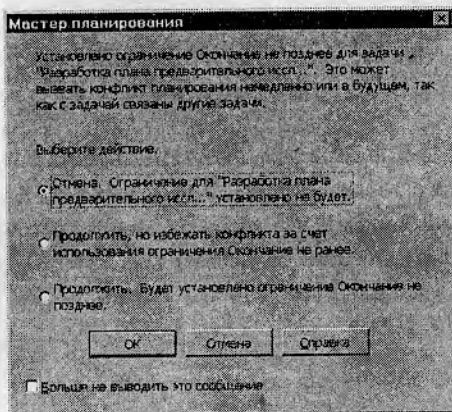 Мастер планирования
Установлено ограничение Окончание не позднее для задачи
"Разработка плана предварительного иссл...". Это может
вызвать конфликт планирования немедленно или в будущем, так
как с задачей связаны другие задачи.
Выберите действие.
Отмена. Ограничение для "Разработка плана
предварительного иссл..." установлено не будет.
Продолжить, но избежать конфликта за счет
использования ограничения Окончание не ранее.
Продолжить. Будет установлено ограничение Окончание не
позднее.
ОК Отмена Справка
Больше не выводить это сообщение